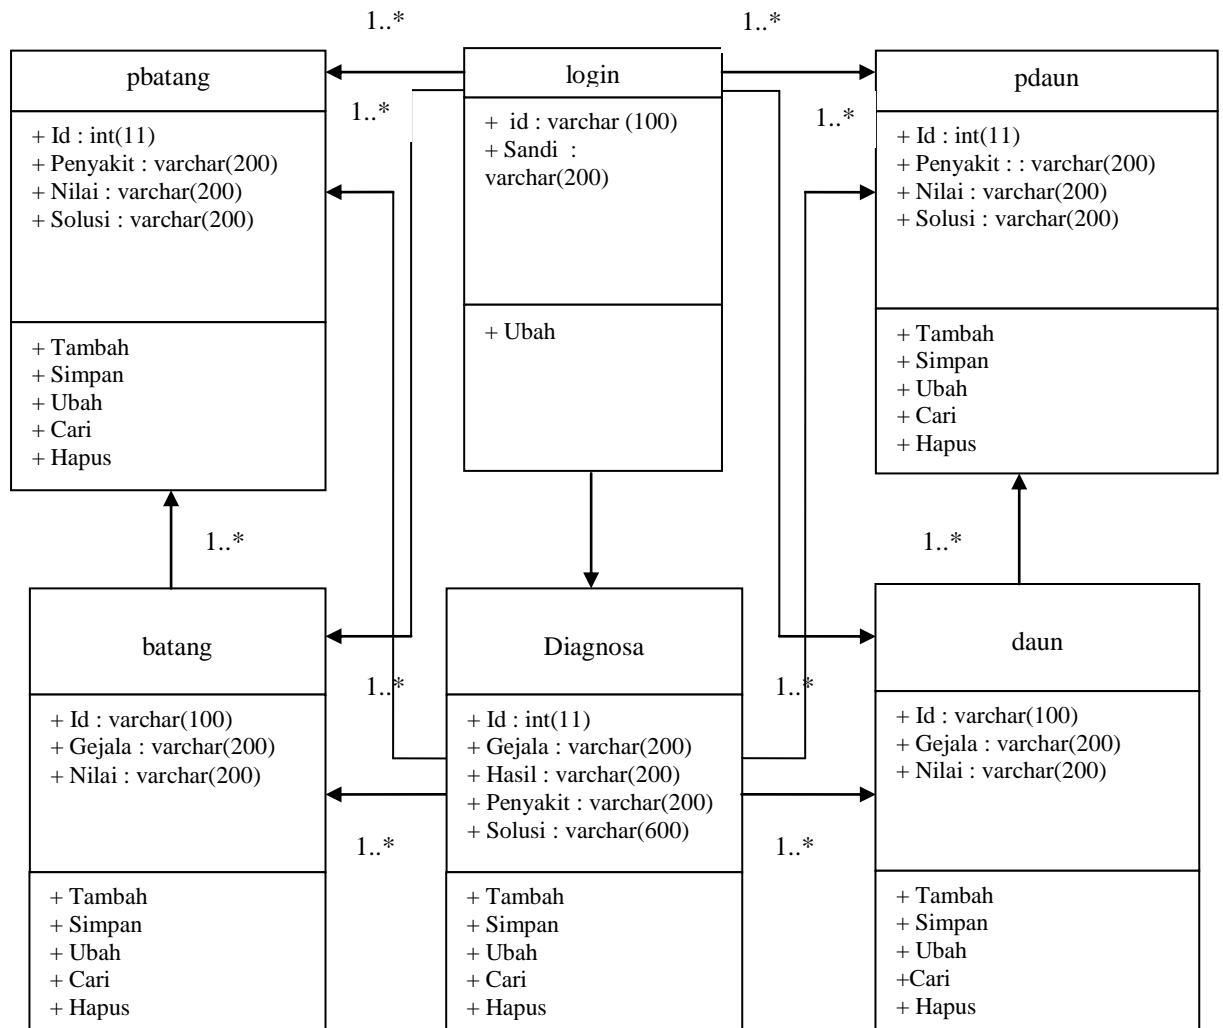 1..*
1..*
pbatang
1..*
+ Id : int(11)
+ Penyakit : varchar(200)
+ Nilai : varchar(200)
+ Solusi : varchar(200)
+ Tambah
+ Simpan
+ Ubah
+ Cari
+ Hapus
login
+ id : varchar (100)
+ Sandi :
varchar(200)
+ Ubah
pdaun
1..*
+ Id : int(11)
+ Penyakit : : varchar(200)
+ Nilai : varchar(200)
+ Solusi : varchar(200)
+ Tambah
+ Simpan
+ Ubah
+ Cari
+ Hapus
1..*
1..*
batang
1..*
+ Id : varchar(100)
+ Gejala : varchar(200)
+ Nilai : varchar(200)
1..*
+ Tambah
+ Simpan
+ Ubah
+ Cari
+ Hapus
Diagnosa
+ Id : int(11)
+ Gejala : varchar(200)
+ Hasil : varchar(200)
+ Penyakit : varchar(200)
+ Solusi : varchar(600)
+ Tambah
+ Simpan
+ Ubah
+ Cari
+ Hapus
daun
1..*
+ Id : varchar(100)
+ Gejala : varchar(200)
+ Nilai : varchar(200)
1..*
+ Tambah
+ Simpan
+ Ubah
+Cari
+ Hapus